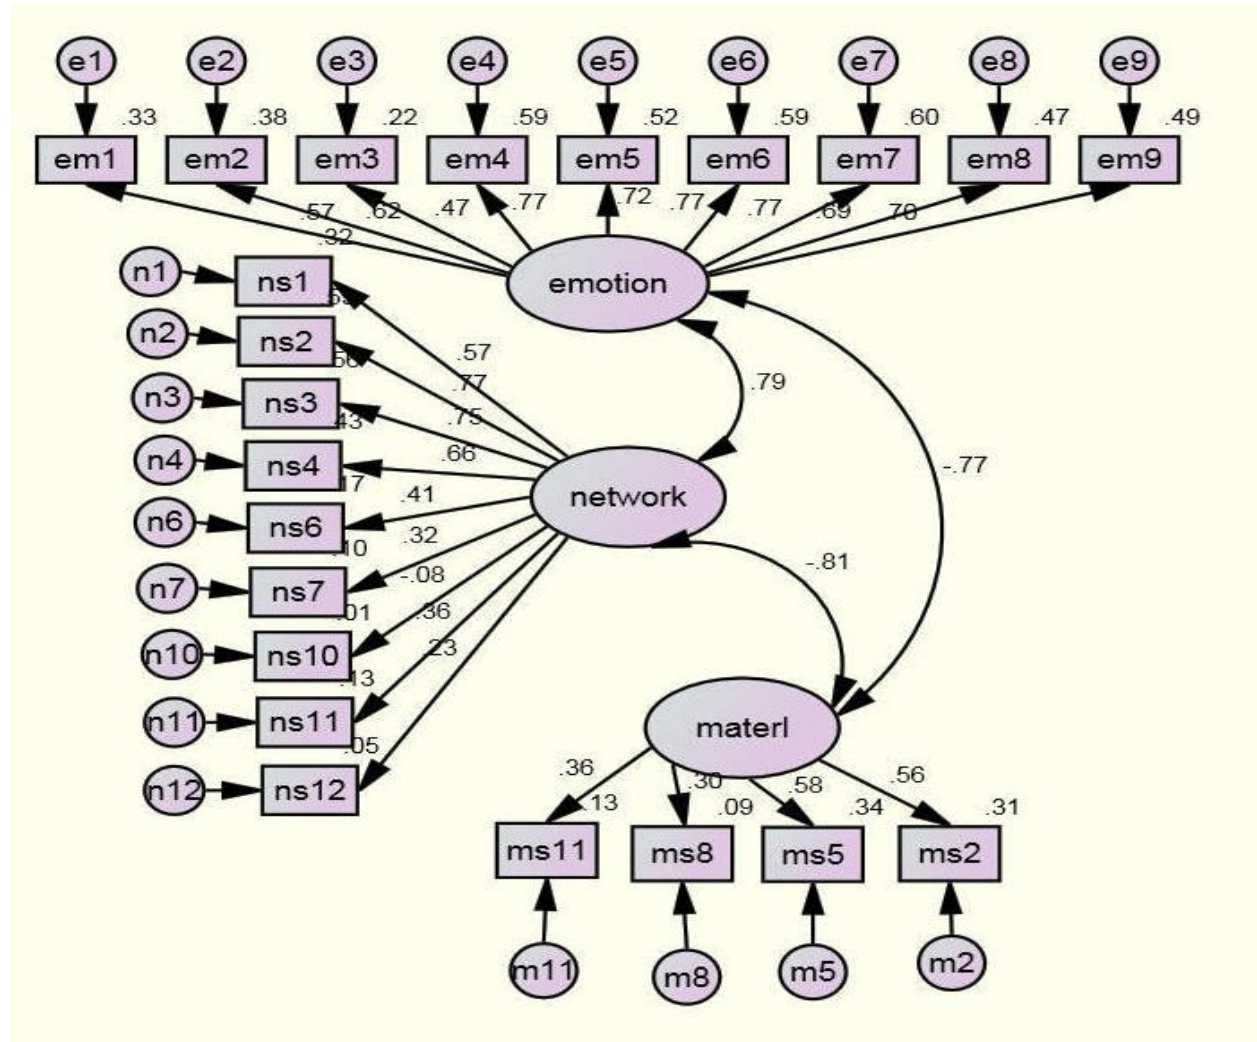 e1 e2 e3 e4 e5 e6 e7 e8 e9
.33 .38 .22 .59 .52 .59 .60 .47 .49
em1 em2 em3 em4 em5 em6 em7 em8 em9
.57 .62 .47 .77 .72 .77 .77 .69 .70
.32
n1 ns1 emotion
n2 ns2 .57
.56 .77 .79
n3 ns3 .75
.43 .66 -.77
n4 ns4
.17 .41 network
n6 ns6 .32
.10 -.08 -.81
n7 ns7
.01 .36
n10 ns10 .23
.13
n11 ns11 materl
.05 .36 .30 .58 .56
n12 ns12 .13 .09 .34 .31
ms11 ms8 ms5 ms2
m11 m8 m5 m2